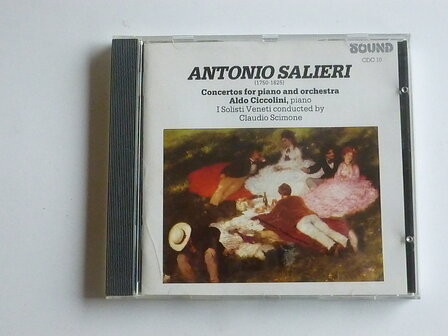 SOUND
CDC 10
ANTONIO SALIERI
(1750-1825)
Concertos for piano and orchestra
Aldo Ciccolini, piano
I Solisti Veneti conducted by
Claudio Scimone